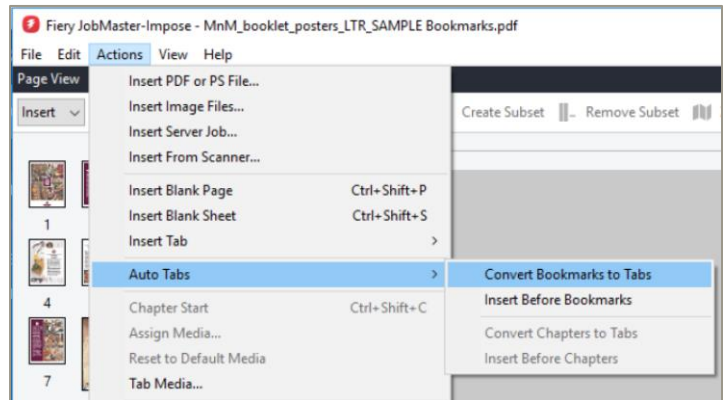 Fiery JobMaster-Impose - MnM_booklet_posters_LTR_SAMPLE Bookmarks.pdf
File Edit Actions View Help
Page View
Insert
Create Subset
Remove Subset
Insert PDF or PS File...
Insert Image Files...
Insert Server Job...
Insert From Scanner...
Insert Blank Page Ctrl+Shift+P
Insert Blank Sheet Ctrl+Shift+S
Insert Tab
Auto Tabs
Chapter Start Ctrl+Shift+C
Assign Media...
Reset to Default Media
Tab Media...
Convert Bookmarks to Tabs
Insert Before Bookmarks
Convert Chapters to Tabs
Insert Before Chapters
1
4
7